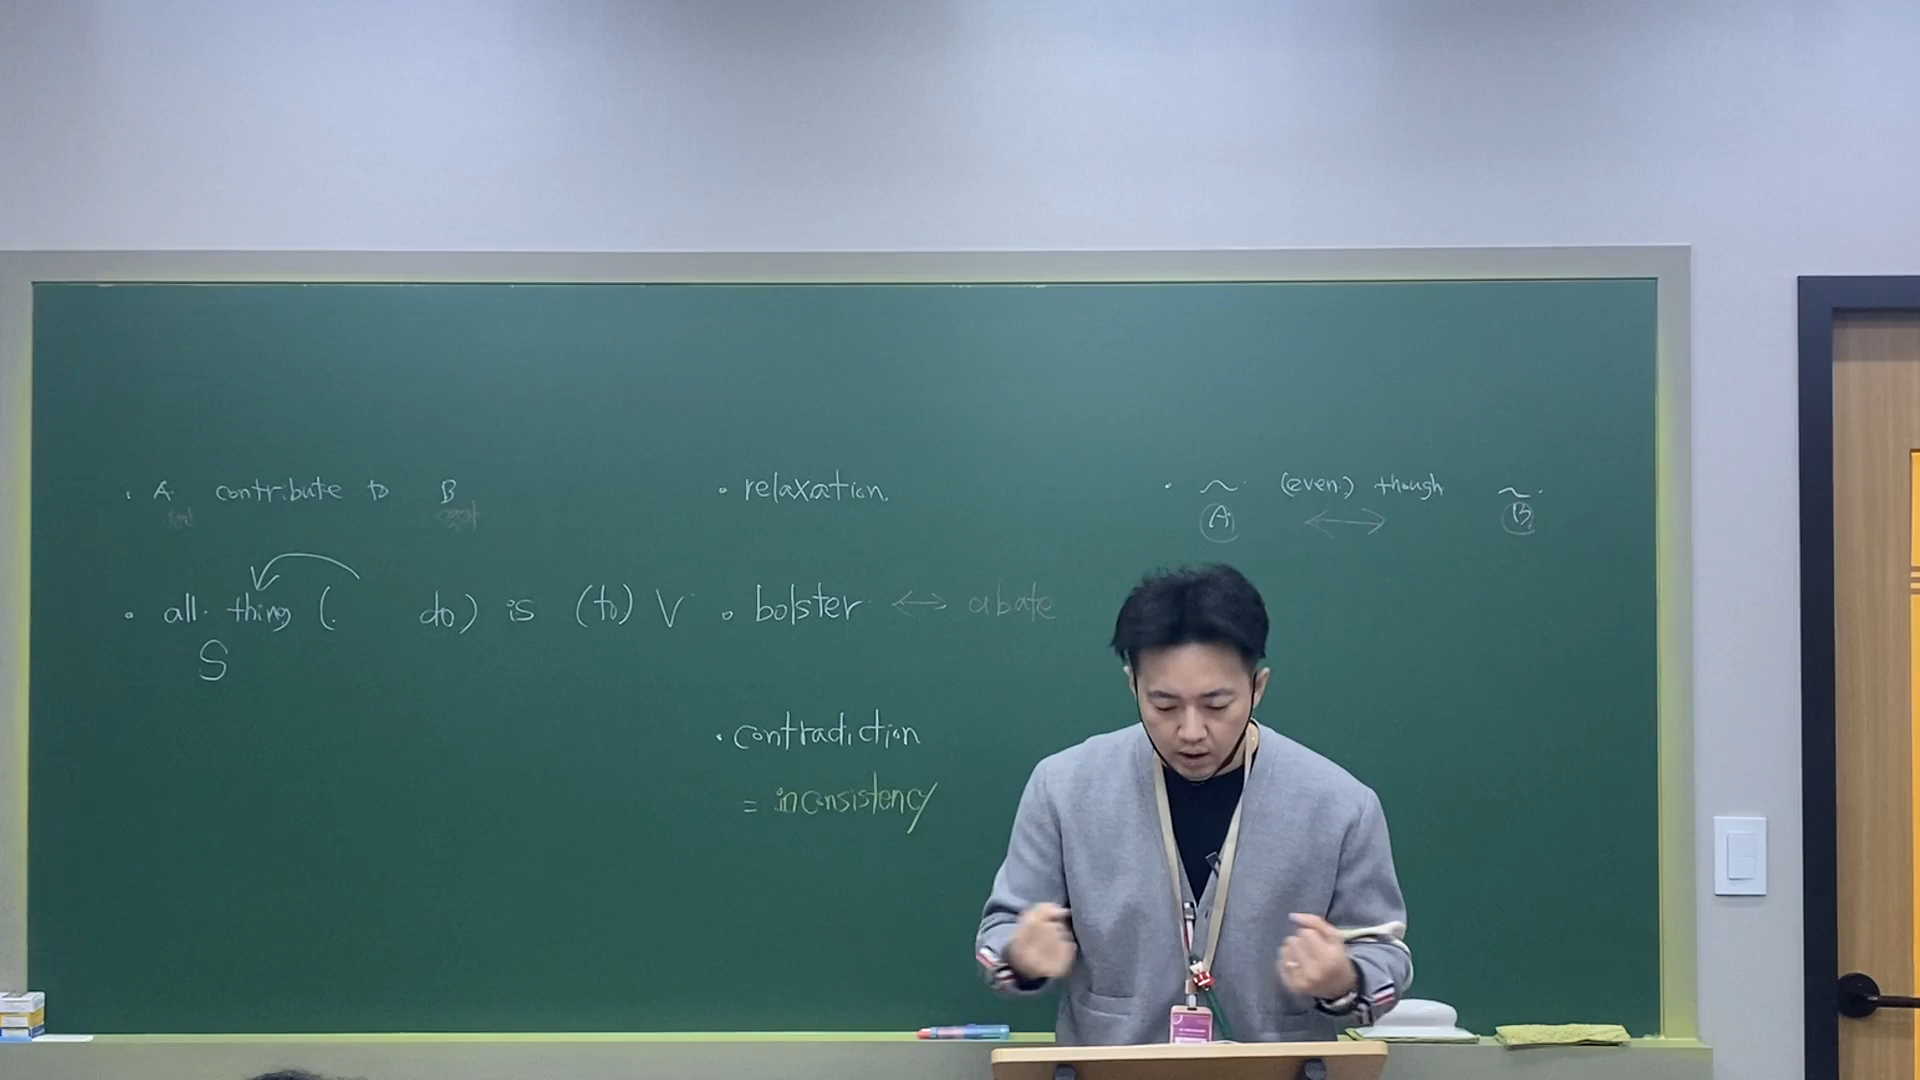 · A contribute to B
· all thing ( do) is (to) V
S
· relaxation.
· bolster ↔ abate
· contradiction
= inconsistency
· ~ (even) though ~
A ↔ B